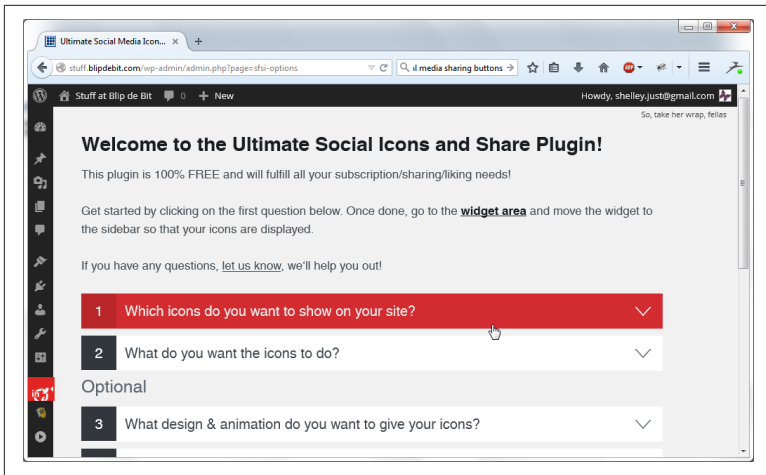 Ultimate Social Media Icon... × +
stuff.blipdebit.com/wp-admin/admin.php?page=sfsi-options
il media sharing buttons
ABP
Stuff at Blip de Bit 0 + New Howdy, shelley.just@gmail.com
So, take her wrap, fellas
Welcome to the Ultimate Social Icons and Share Plugin!
This plugin is 100% FREE and will fulfill all your subscription/sharing/liking needs!
Get started by clicking on the first question below. Once done, go to the widget area and move the widget to
the sidebar so that your icons are displayed.
If you have any questions, let us know, we'll help you out!
1 Which icons do you want to show on your site?
2 What do you want the icons to do?
Optional
3 What design & animation do you want to give your icons?